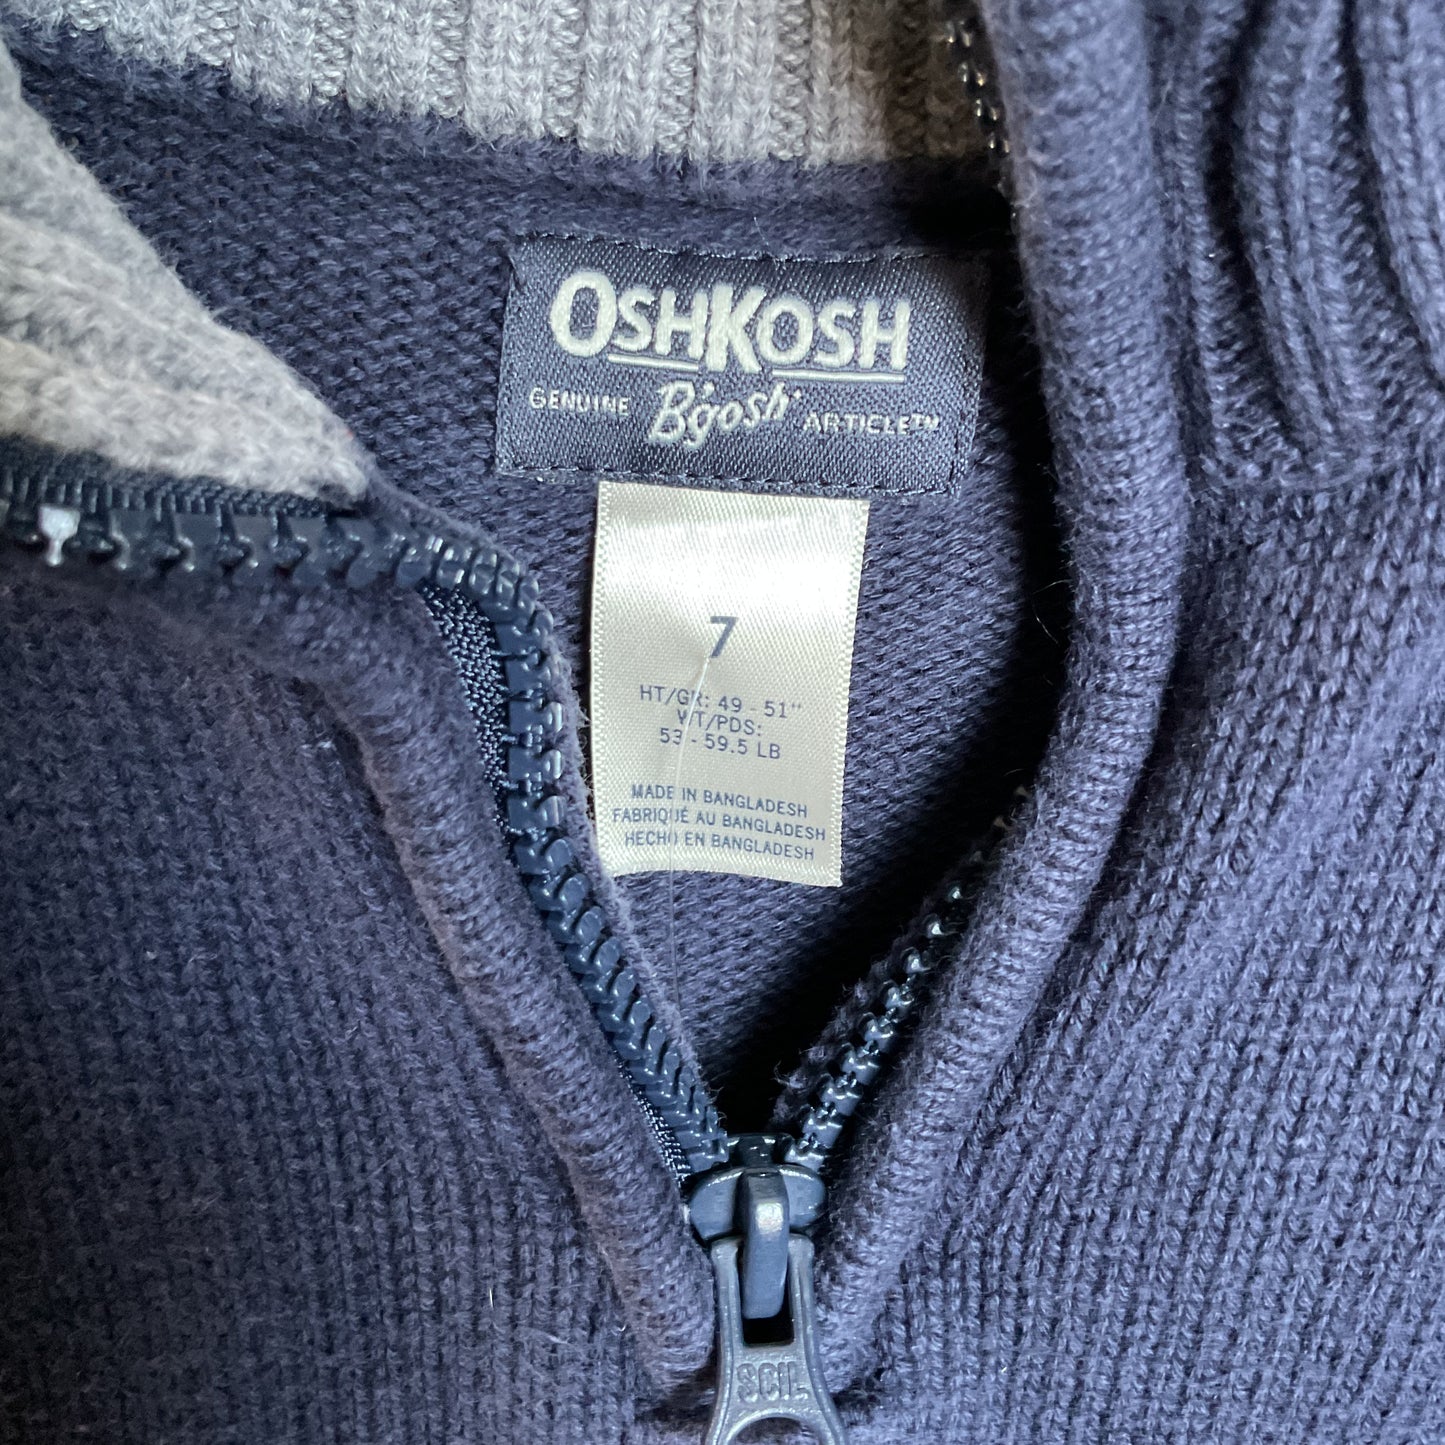 OSHKOSH
GENUINE B'gosh ARTICLE™
7
HT/GR: 49 - 51"
WT/PDS:
53 - 59.5 LB
MADE IN BANGLADESH
FABRIQUÉ AU BANGLADESH
HECHO EN BANGLADESH
SCIL